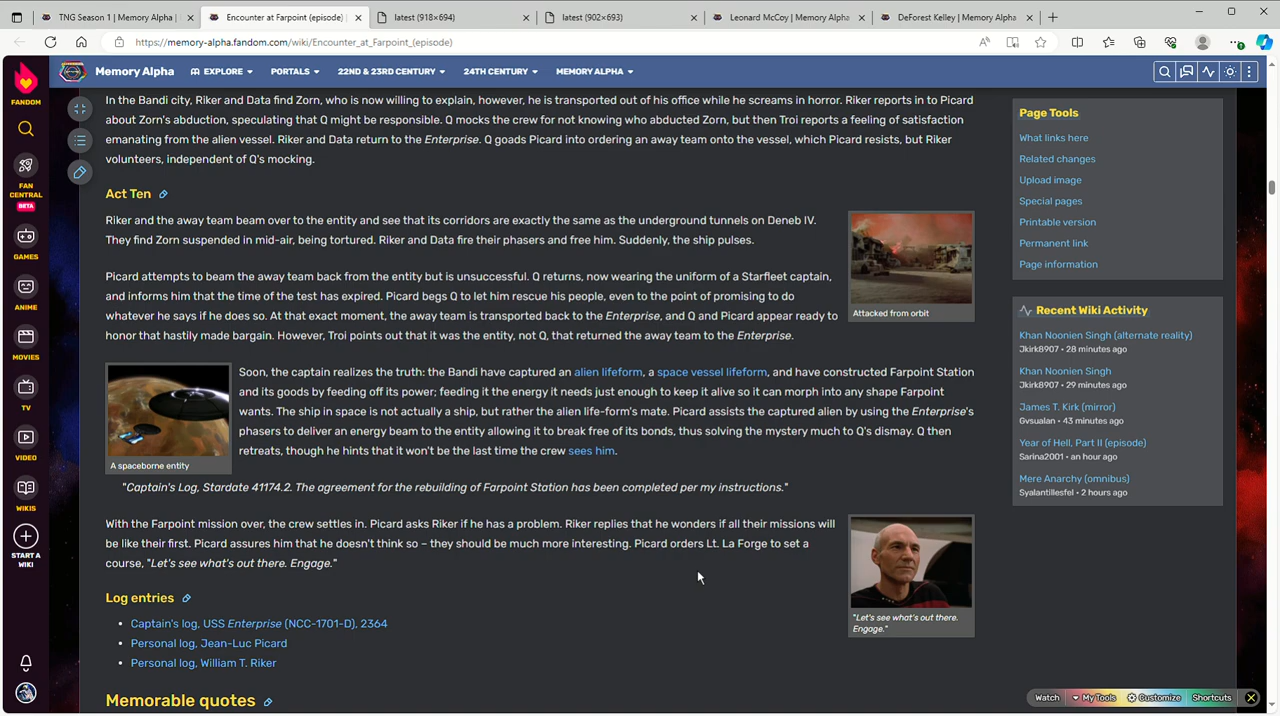 TNG Season 1 | Memory Alpha
Encounter at Farpoint (episode)
latest (918×694)
latest (902×693)
Leonard McCoy | Memory Alpha
DeForest Kelley | Memory Alpha
https://memory-alpha.fandom.com/wiki/Encounter_at_Farpoint_(episode)
Memory Alpha
EXPLORE
PORTALS
22ND & 23RD CENTURY
24TH CENTURY
MEMORY ALPHA
FANDOM
FAN
CENTRAL
BETA
GAMES
ANIME
MOVIES
TV
VIDEO
WIKIS
START A
WIKI
In the Bandi city, Riker and Data find Zorn, who is now willing to explain, however, he is transported out of his office while he screams in horror. Riker reports in to Picard
about Zorn's abduction, speculating that Q might be responsible. Q mocks the crew for not knowing who abducted Zorn, but then Troi reports a feeling of satisfaction
emanating from the alien vessel. Riker and Data return to the Enterprise. Q goads Picard into ordering an away team onto the vessel, which Picard resists, but Riker
volunteers, independent of Q's mocking.
Act Ten
Riker and the away team beam over to the entity and see that its corridors are exactly the same as the underground tunnels on Deneb IV.
They find Zorn suspended in mid-air, being tortured. Riker and Data fire their phasers and free him. Suddenly, the ship pulses.
Picard attempts to beam the away team back from the entity but is unsuccessful. Q returns, now wearing the uniform of a Starfleet captain,
and informs him that the time of the test has expired. Picard begs Q to let him rescue his people, even to the point of promising to do
whatever he says if he does so. At that exact moment, the away team is transported back to the Enterprise, and Q and Picard appear ready to
honor that hastily made bargain. However, Troi points out that it was the entity, not Q, that returned the away team to the Enterprise.
Attacked from orbit
Soon, the captain realizes the truth: the Bandi have captured an alien lifeform, a space vessel lifeform, and have constructed Farpoint Station
and its goods by feeding off its power; feeding it the energy it needs just enough to keep it alive so it can morph into any shape Farpoint
wants. The ship in space is not actually a ship, but rather the alien life-form's mate. Picard assists the captured alien by using the Enterprise's
phasers to deliver an energy beam to the entity allowing it to break free of its bonds, thus solving the mystery much to Q's dismay. Q then
retreats, though he hints that it won't be the last time the crew sees him.
A spaceborne entity
"Captain's Log, Stardate 41174.2. The agreement for the rebuilding of Farpoint Station has been completed per my instructions."
With the Farpoint mission over, the crew settles in. Picard asks Riker if he has a problem. Riker replies that he wonders if all their missions will
be like their first. Picard assures him that he doesn't think so – they should be much more interesting. Picard orders Lt. La Forge to set a
course, "Let's see what's out there. Engage."
"Let's see what's out there.
Engage."
Log entries
• Captain's log, USS Enterprise (NCC-1701-D), 2364
• Personal log, Jean-Luc Picard
• Personal log, William T. Riker
Memorable quotes
Page Tools
What links here
Related changes
Upload image
Special pages
Printable version
Permanent link
Page information
Recent Wiki Activity
Khan Noonien Singh (alternate reality)
Jkirk8907 • 28 minutes ago
Khan Noonien Singh
Jkirk8907 • 29 minutes ago
James T. Kirk (mirror)
Gvsualan • 43 minutes ago
Year of Hell, Part II (episode)
Sarina2001 • an hour ago
Mere Anarchy (omnibus)
Syalantillesfel • 2 hours ago
Watch
My Tools
Customize
Shortcuts